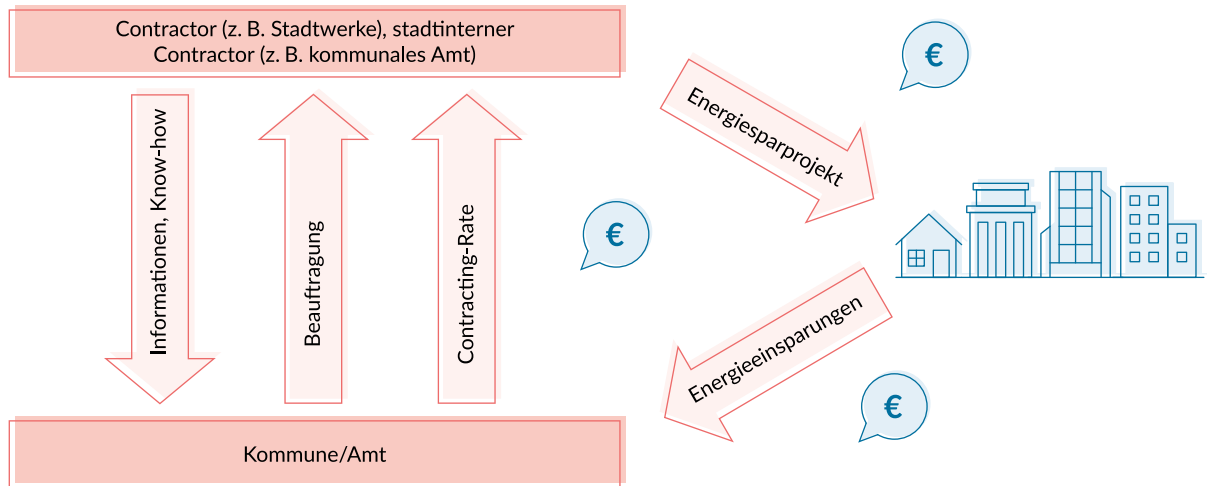 Contractor (z. B. Stadtwerke), stadtinterner
Contractor (z. B. kommunales Amt)
Informationen, Know-how
Beauftragung
Contracting-Rate
€
Energiesparprojekt
€
Energieeinsparungen
€
Kommune/Amt